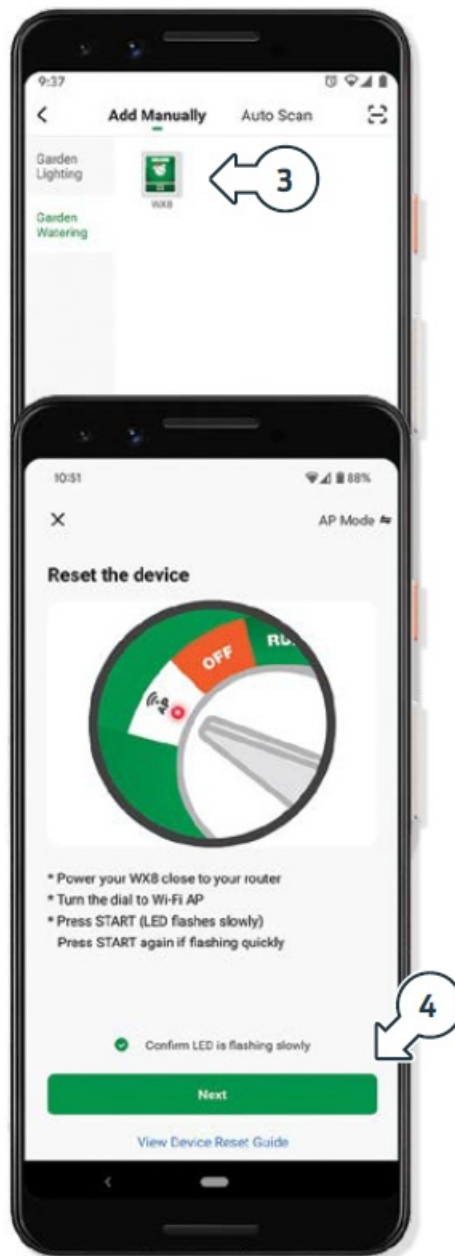 9:37
Add Manually
Auto Scan
Garden
Lighting
WX8
3
Garden
Watering
10:51
88%
AP Mode
Reset the device
OFF
RU
* Power your WX8 close to your router
* Turn the dial to Wi-Fi AP
* Press START (LED flashes slowly)
Press START again if flashing quickly
4
Confirm LED is flashing slowly
Next
View Device Reset Guide